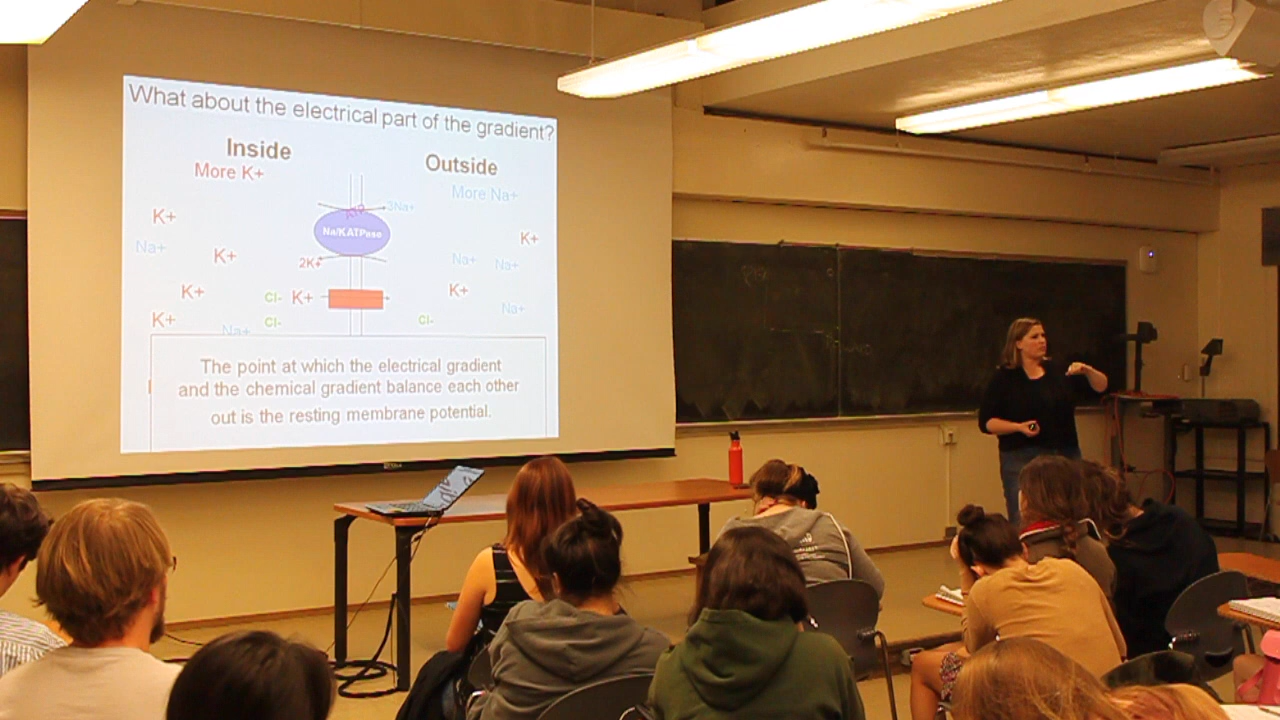 What about the electrical part of the gradient?
Inside
Outside
More K+
More Na+
ATP
3Na+
K+
Na/KATPase
K+
Na+
K+
Na+
Na+
2K+
K+
Cl-
K+
K+
Na+
K+
Cl-
Cl-
Na+
The point at which the electrical gradient
and the chemical gradient balance each other
out is the resting membrane potential.